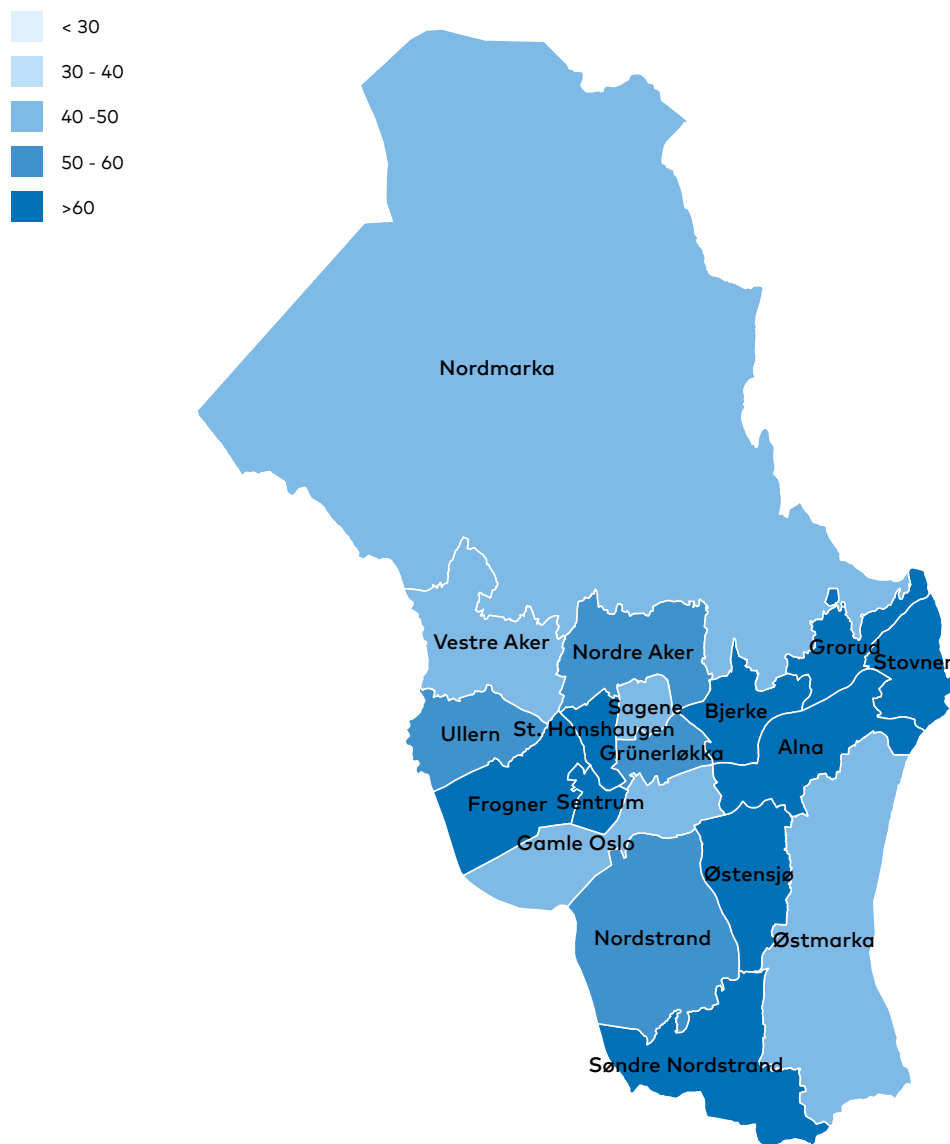 < 30
30 - 40
40 -50
50 - 60
>60
Nordmarka
Vestre Aker
Nordre Aker
Grorud
Stovner
Sagene
Bjerke
Ullern
St. Hanshaugen
Grünerløkka
Alna
Frogner
Sentrum
Gamle Oslo
Østensjø
Nordstrand
Østmarka
Søndre Nordstrand